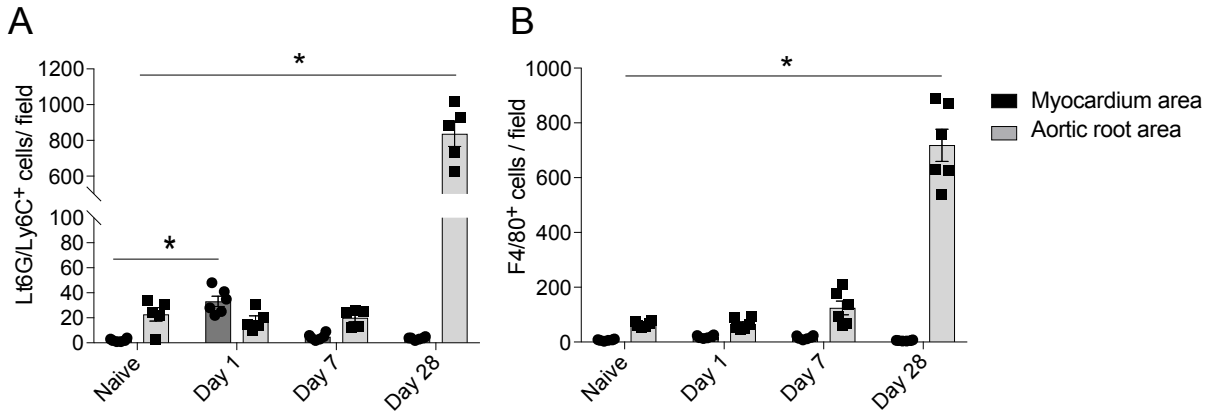 A
*
Lt6G/Ly6C+ cells/ field
1200
1000
800
600
100
80
60
40
20
0
*
Naive
Day 1
Day 7
Day 28
B
*
F4/80+ cells / field
1000
800
600
400
200
0
Naive
Day 1
Day 7
Day 28
Myocardium area
Aortic root area